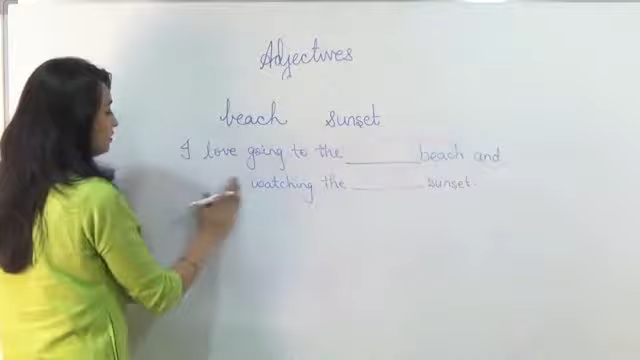 Adjectives
beach sunset
I love going to the ________ beach and
watching the ________ sunset.